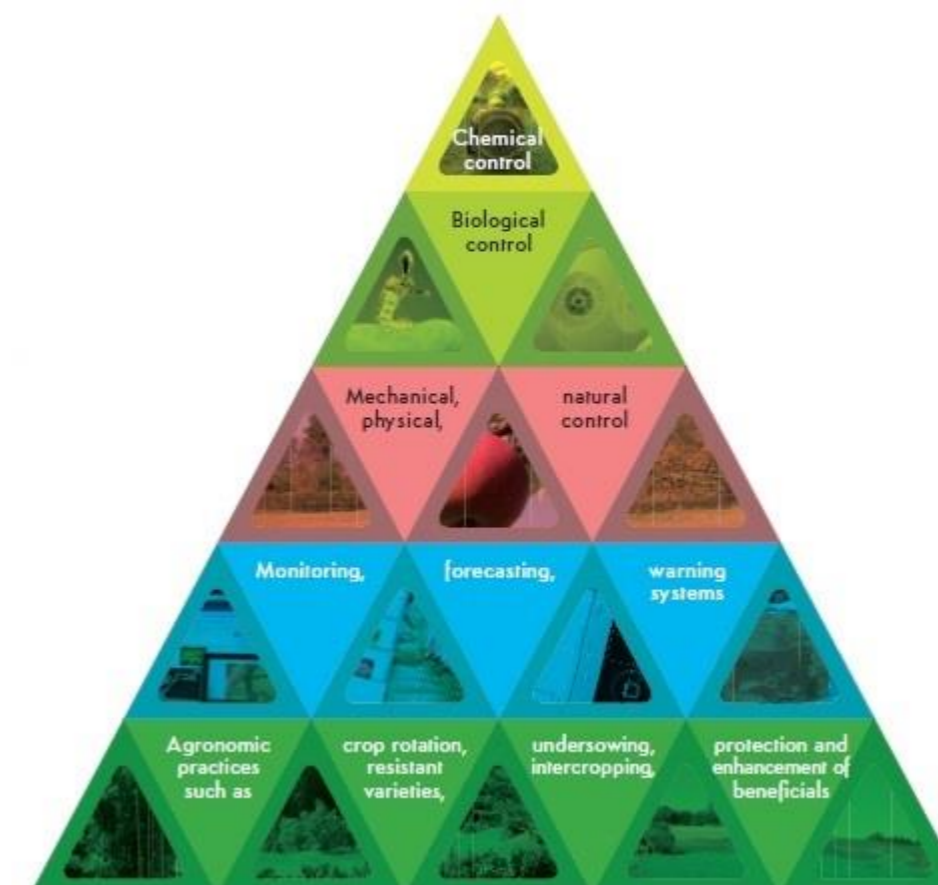 Chemical
control
Biological
control
Mechanical,
physical,
natural
control
Monitoring,
forecasting,
warning
systems
Agronomic
practices
such as
crop rotation,
resistant
varieties,
undersowing,
intercropping,
protection and
enhancement of
beneficials